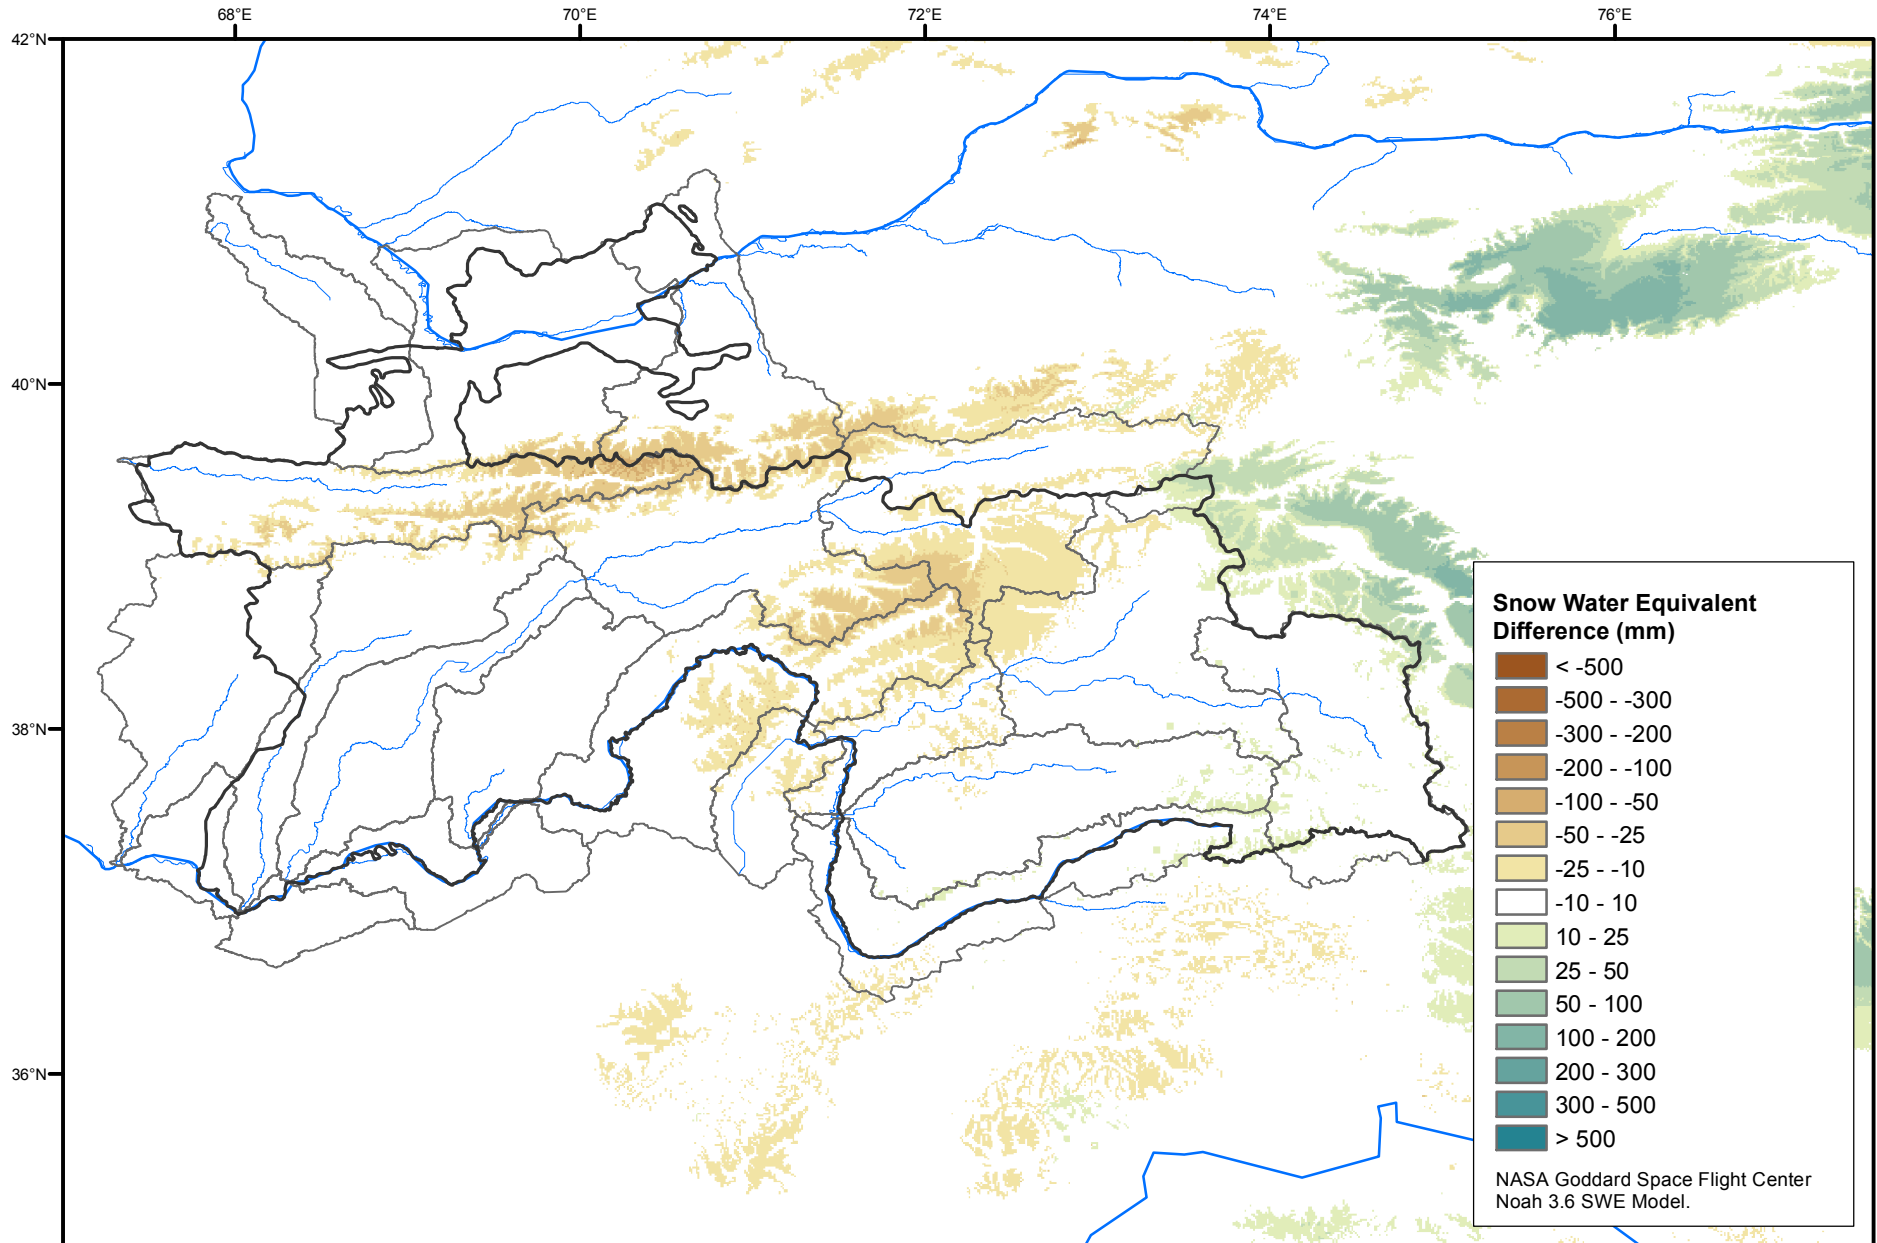 68°E 70°E 72°E 74°E 76°E
42°N
40°N
38°N
36°N
Snow Water Equivalent
Difference (mm)
< -500
-500 - -300
-300 - -200
-200 - -100
-100 - -50
-50 - -25
-25 - -10
-10 - 10
10 - 25
25 - 50
50 - 100
100 - 200
200 - 300
300 - 500
> 500
NASA Goddard Space Flight Center
Noah 3.6 SWE Model.